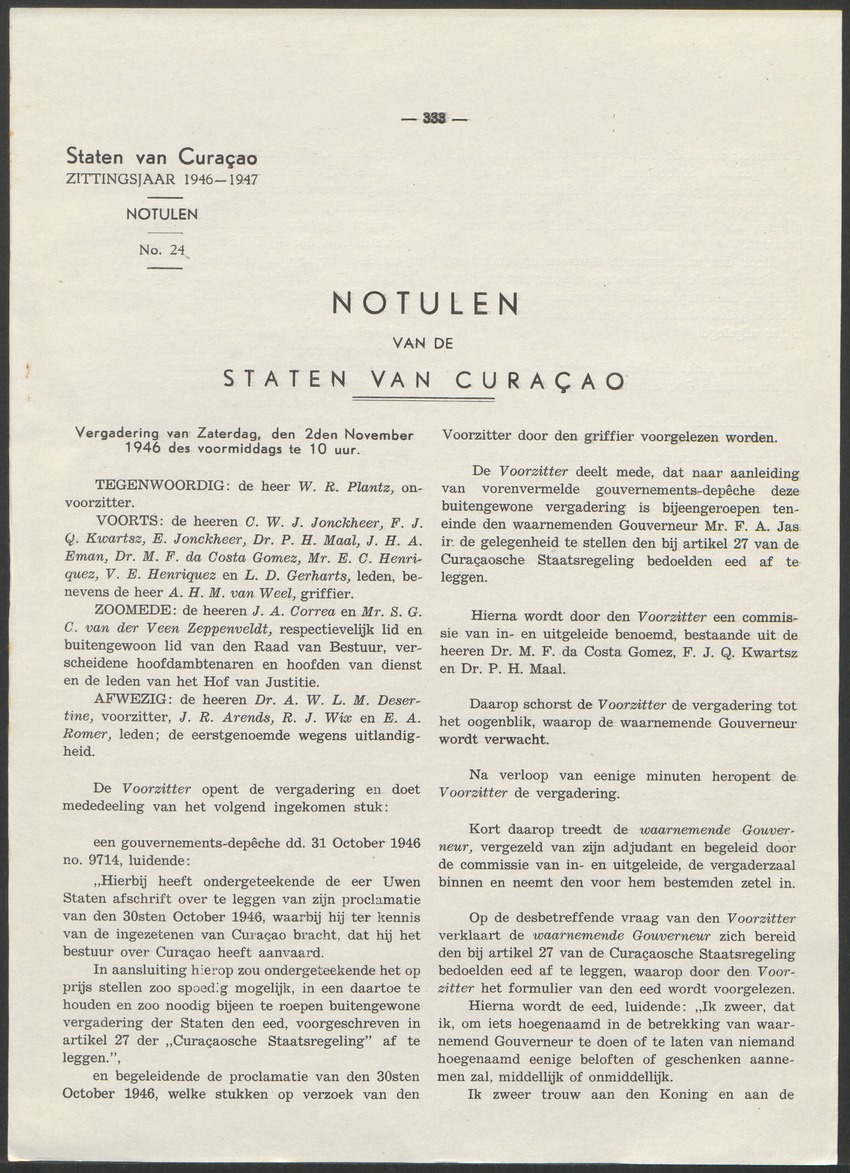 — 333 —
Staten van Curaçao
ZITTINGSJAAR 1946—1947
NOTULEN
No. 24
NOTULEN
VAN DE
STATEN VAN CURAÇAO
Vergadering van Zaterdag, den 2den November
1946 des voormiddags te 10 uur.
TEGENWOORDIG: de heer W. R. Plantz, on-
voorzitter.
VOORTS: de heeren C. W. J. Jonckheer, F. J.
Q. Kwartsz, E. Jonckheer, Dr. P. H. Maal, J. H. A.
Eman, Dr. M. F. da Costa Gomez, Mr. E. C. Henri-
quez, V. E. Henriquez en L. D. Gerharts, leden, be-
nevens de heer A. H. M. van Weel, griffier.
ZOOMEDE: de heeren J. A. Correa en Mr. S. G.
C. van der Veen Zeppenveldt, respectievelijk lid en
buitengewoon lid van den Raad van Bestuur, ver-
scheidene hoofdambtenaren en hoofden van dienst
en de leden van het Hof van Justitie.
AFWEZIG: de heeren Dr. A. W. L. M. Deser-
tine, voorzitter, J. R. Arends, R. J. Wix en E. A.
Romer, leden; de eerstgenoemde wegens uitlandig-
heid.
De Voorzitter opent de vergadering en doet
mededeeling van het volgend ingekomen stuk:
een gouvernements-depêche dd. 31 October 1946
no. 9714, luidende:
„Hierbij heeft ondergeteekende de eer Uwen
Staten afschrift over te leggen van zijn proclamatie
van den 30sten October 1946, waarbij hij ter kennis
van de ingezetenen van Curaçao bracht, dat hij het
bestuur over Curaçao heeft aanvaard.
In aansluiting hierop zou ondergeteekende het op
prijs stellen zoo spoedig mogelijk, in een daartoe te
houden en zoo noodig bijeen te roepen buitengewone
vergadering der Staten den eed, voorgeschreven in
artikel 27 der „Curaçaosche Staatsregeling” af te
leggen.”,
en begeleidende de proclamatie van den 30sten
October 1946, welke stukken op verzoek van den
Voorzitter door den griffier voorgelezen worden.
De Voorzitter deelt mede, dat naar aanleiding
van vorenvermelde gouvernements-depêche deze
buitengewone vergadering is bijeengeroepen ten-
einde den waarnemenden Gouverneur Mr. F. A. Jas
in de gelegenheid te stellen den bij artikel 27 van de
Curaçaosche Staatsregeling bedoelden eed af te
leggen.
Hierna wordt door den Voorzitter een commis-
sie van in- en uitgeleide benoemd, bestaande uit de
heeren Dr. M. F. da Costa Gomez, F. J. Q. Kwartsz
en Dr. P. H. Maal.
Daarop schorst de Voorzitter de vergadering tot
het oogenblik, waarop de waarnemende Gouverneur
wordt verwacht.
Na verloop van eenige minuten heropent de
Voorzitter de vergadering.
Kort daarop treedt de waarnemende Gouver-
neur, vergezeld van zijn adjudant en begeleid door
de commissie van in- en uitgeleide, de vergaderzaal
binnen en neemt den voor hem bestemden zetel in.
Op de desbetreffende vraag van den Voorzitter
verklaart de waarnemende Gouverneur zich bereid
den bij artikel 27 van de Curaçaosche Staatsregeling
bedoelden eed af te leggen, waarop door den Voor-
zitter het formulier van den eed wordt voorgelezen.
Hierna wordt de eed, luidende: „Ik zweer, dat
ik, om iets hoegenaamd in de betrekking van waar-
nemend Gouverneur te doen of te laten van niemand
hoegenaamd eenige beloften of geschenken aanne-
men zal, middellijk of onmiddellijk.
Ik zweer trouw aan den Koning en aan de